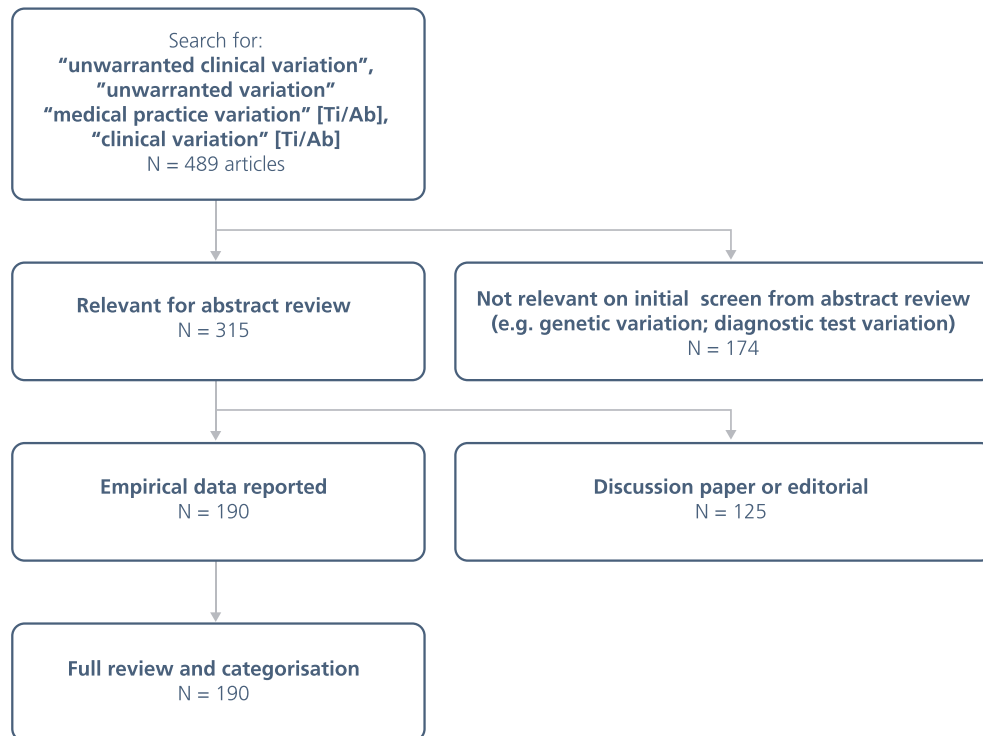 Search for:
“unwarranted clinical variation”,
”unwarranted variation”
“medical practice variation” [Ti/Ab],
“clinical variation” [Ti/Ab]
N = 489 articles
Relevant for abstract review
N = 315
Not relevant on initial screen from abstract review
(e.g. genetic variation; diagnostic test variation)
N = 174
Empirical data reported
N = 190
Discussion paper or editorial
N = 125
Full review and categorisation
N = 190